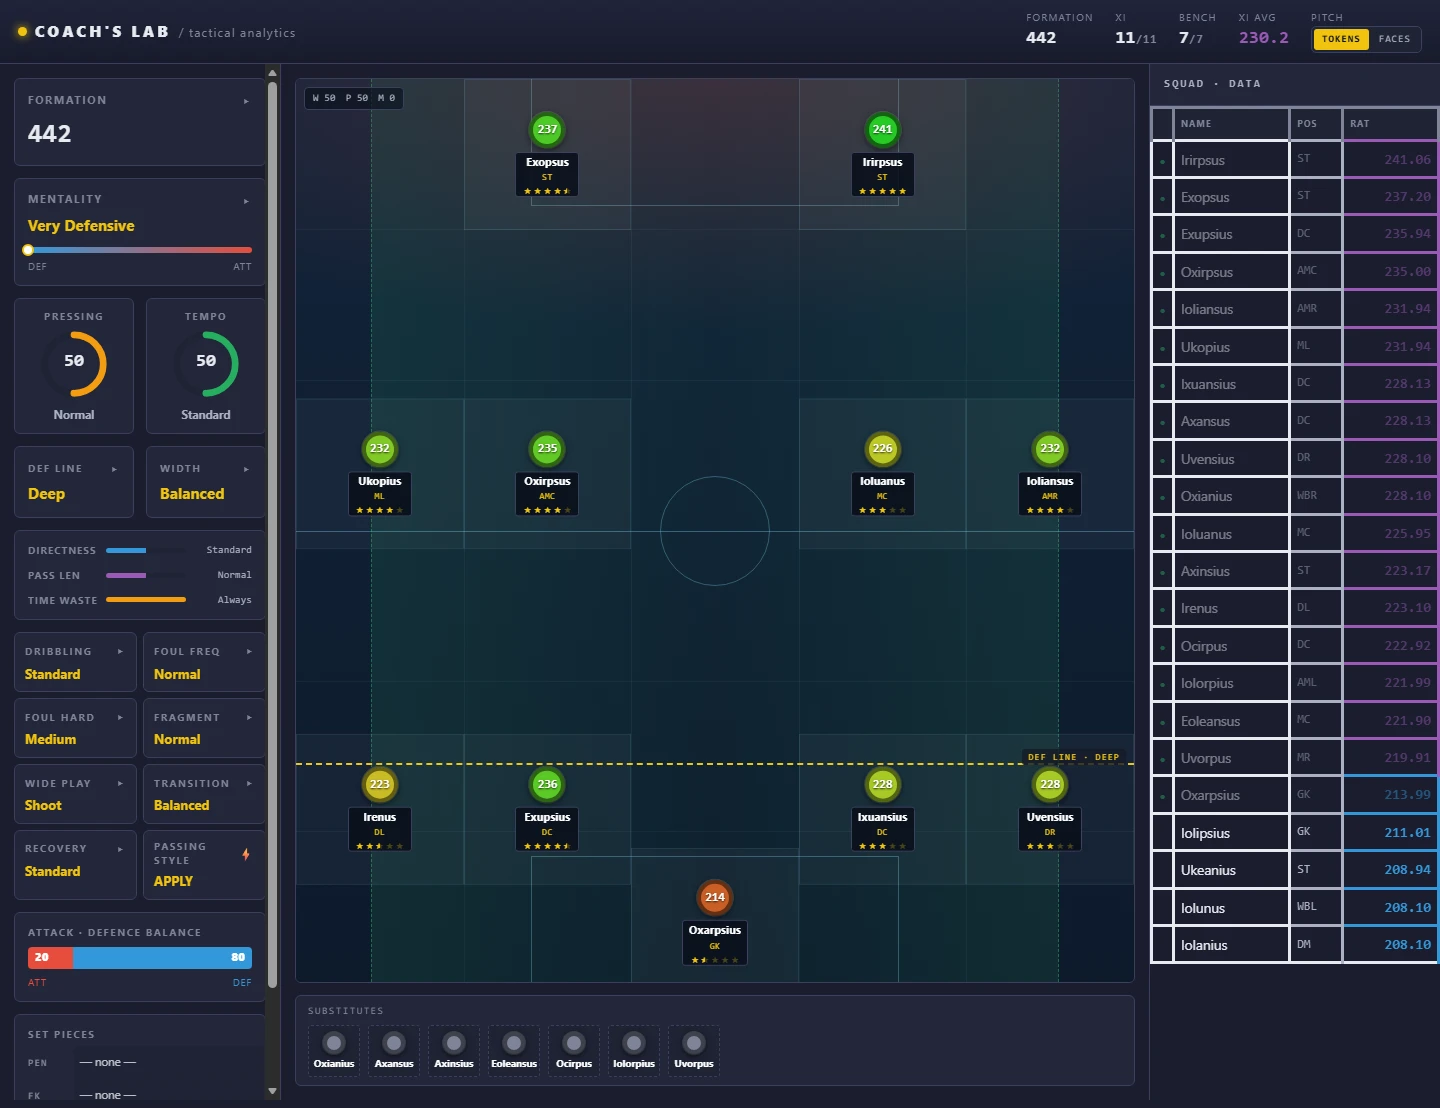 COACH'S LAB / tactical analytics
FORMATION XI BENCH XI AVG PITCH
442 11/11 7/7 230.2 TOKENS FACES
FORMATION
442
MENTALITY
Very Defensive
DEF ATT
PRESSING
50
Normal
TEMPO
50
Standard
DEF LINE
Deep
WIDTH
Balanced
DIRECTNESS Standard
PASS LEN Normal
TIME WASTE Always
DRIBBLING
Standard
FOUL FREQ
Normal
FOUL HARD
Medium
FRAGMENT
Normal
WIDE PLAY
Shoot
TRANSITION
Balanced
RECOVERY
Standard
PASSING
STYLE
APPLY
ATTACK · DEFENCE BALANCE
20 80
ATT DEF
SET PIECES
PEN — none —
FK — none —
W 50 P 50 M 0
237
Exopsus
ST
241
Irirpsus
ST
232
Ukopius
ML
235
Oxirpsus
AMC
226
Ioluanus
MC
232
Ioliansus
AMR
DEF LINE · DEEP
223
Irenus
DL
236
Exupsius
DC
228
Ixuansius
DC
228
Uvensius
DR
214
Oxarpsius
GK
SUBSTITUTES
Oxianius Axansus Axinsius Eoleansus Ocirpus Iolorpius Uvorpus
SQUAD · DATA
NAME POS RAT
Irirpsus ST 241.06
Exopsus ST 237.20
Exupsius DC 235.94
Oxirpsus AMC 235.00
Ioliansus AMR 231.94
Ukopius ML 231.94
Ixuansius DC 228.13
Axansus DC 228.13
Uvensius DR 228.10
Oxianius WBR 228.10
Ioluanus MC 225.95
Axinsius ST 223.17
Irenus DL 223.10
Ocirpus DC 222.92
Iolorpius AML 221.99
Eoleansus MC 221.90
Uvorpus MR 219.91
Oxarpsius GK 213.99
Iolipsius GK 211.01
Ukeanius ST 208.94
Iolunus WBL 208.10
Iolanius DM 208.10